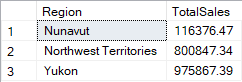 Region TotalSales
1 Nunavut 116376.47
2 Northwest Territories 800847.34
3 Yukon 975867.39